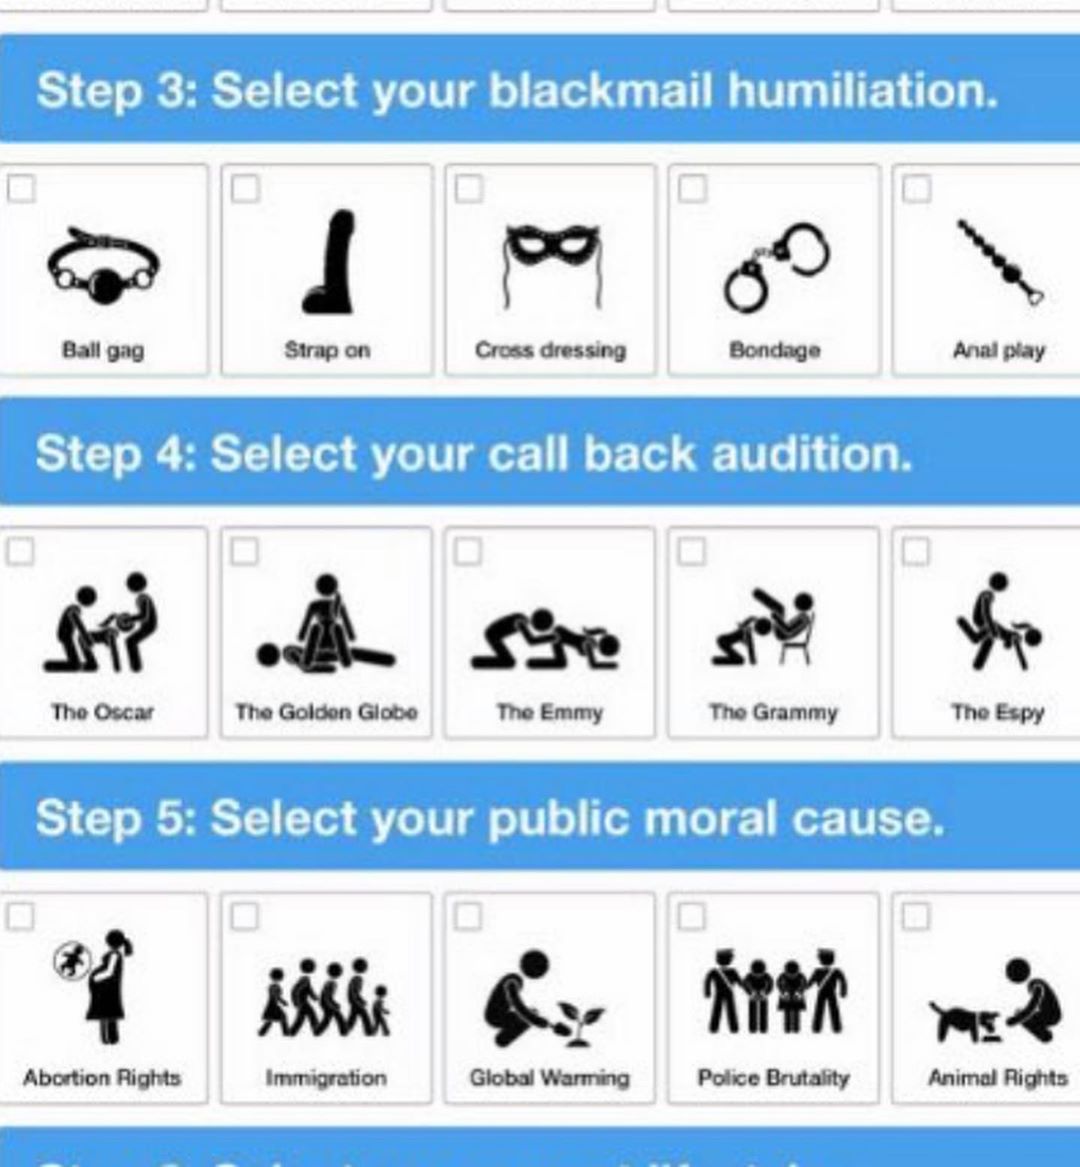 Step 3: Select your blackmail humiliation.
Ball gag
Strap on
Cross dressing
Bondage
Anal play
Step 4: Select your call back audition.
The Oscar
The Golden Globe
The Emmy
The Grammy
The Espy
Step 5: Select your public moral cause.
Abortion Rights
Immigration
Global Warming
Police Brutality
Animal Rights